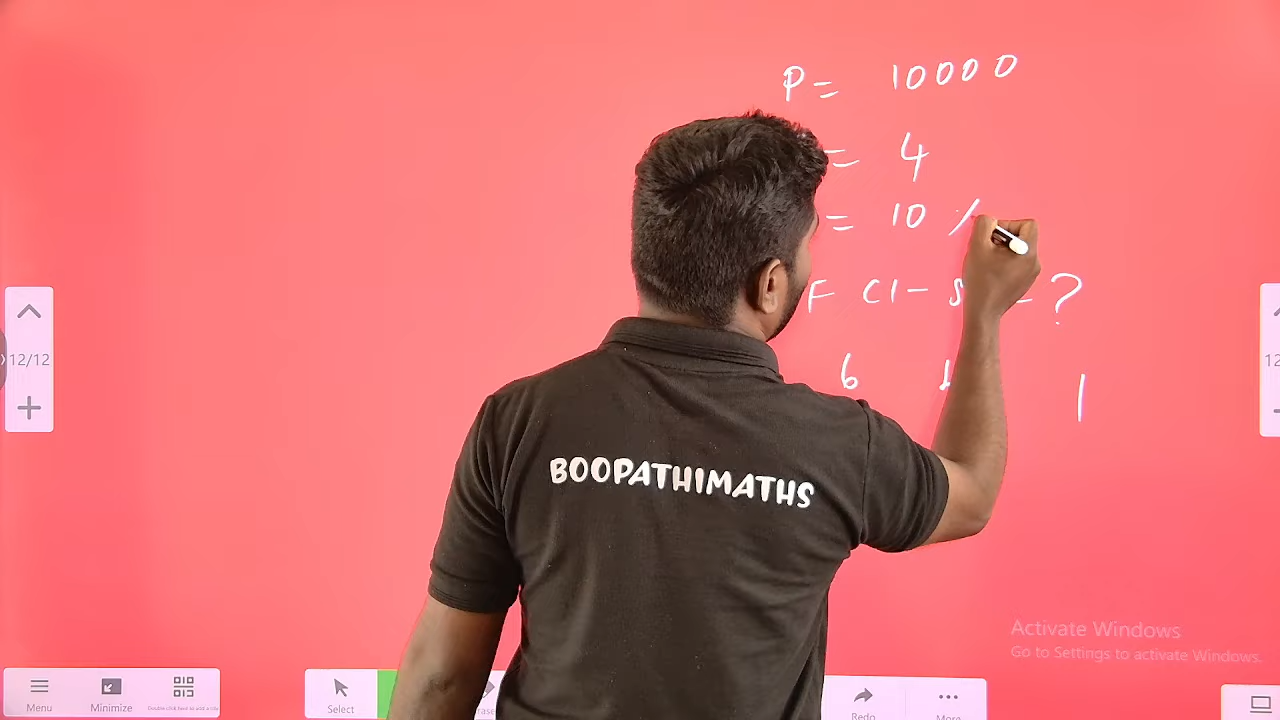 P = 10000
= 4
= 10 %
F CI - S - ?
6 1
BOOPATHIMATHS
12/12
12
Activate Windows
Go to Settings to activate Windows.
Menu
Minimize
Select
Redo
More